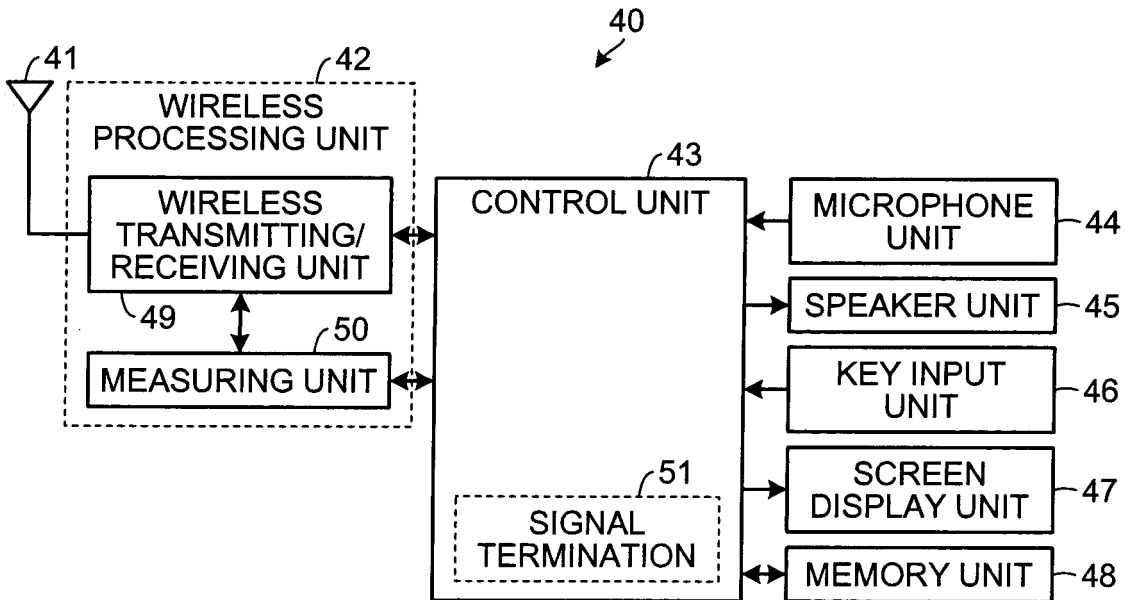 40
41
42
WIRELESS
PROCESSING UNIT
WIRELESS
TRANSMITTING/
RECEIVING UNIT
49
50
MEASURING UNIT
43
CONTROL UNIT
51
SIGNAL
TERMINATION
MICROPHONE
UNIT
44
SPEAKER UNIT
45
KEY INPUT
UNIT
46
SCREEN
DISPLAY UNIT
47
MEMORY UNIT
48